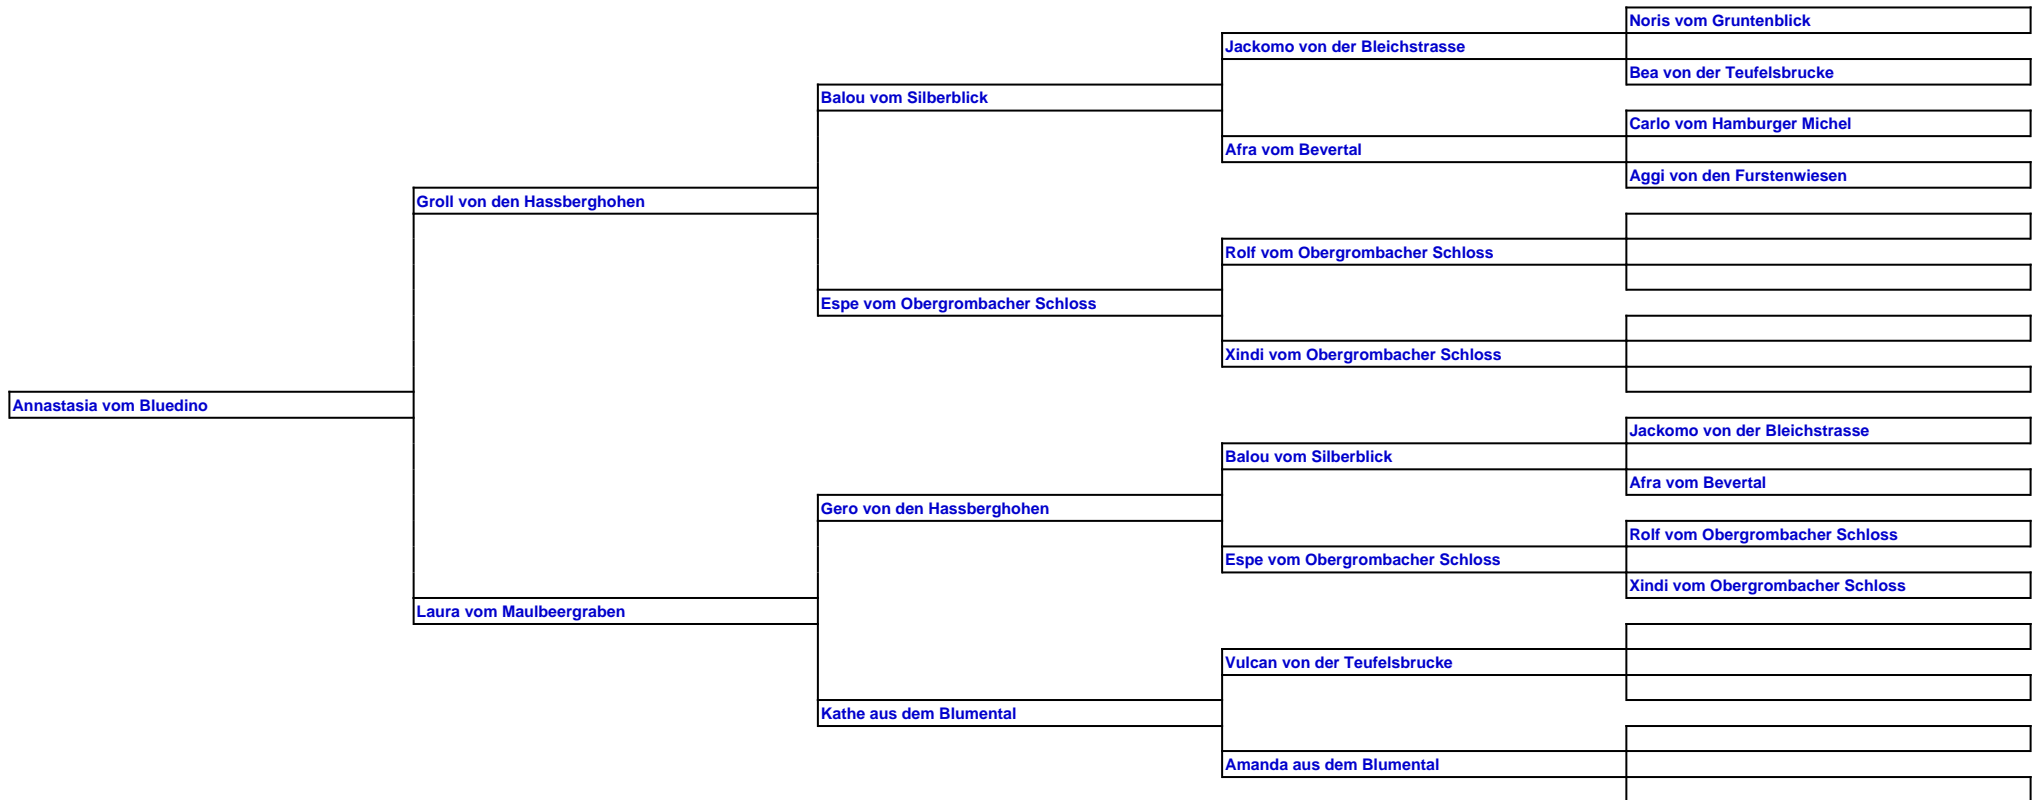 Noris vom Gruntenblick
Jackomo von der Bleichstrasse
Bea von der Teufelsbrucke
Balou vom Silberblick
Carlo vom Hamburger Michel
Afra vom Bevertal
Aggi von den Furstenwiesen
Groll von den Hassberghohen
Rolf vom Obergrombacher Schloss
Espe vom Obergrombacher Schloss
Xindi vom Obergrombacher Schloss
Annastasia vom Bluedino
Jackomo von der Bleichstrasse
Balou vom Silberblick
Afra vom Bevertal
Gero von den Hassberghohen
Rolf vom Obergrombacher Schloss
Espe vom Obergrombacher Schloss
Xindi vom Obergrombacher Schloss
Laura vom Maulbeergraben
Vulcan von der Teufelsbrucke
Kathe aus dem Blumental
Amanda aus dem Blumental